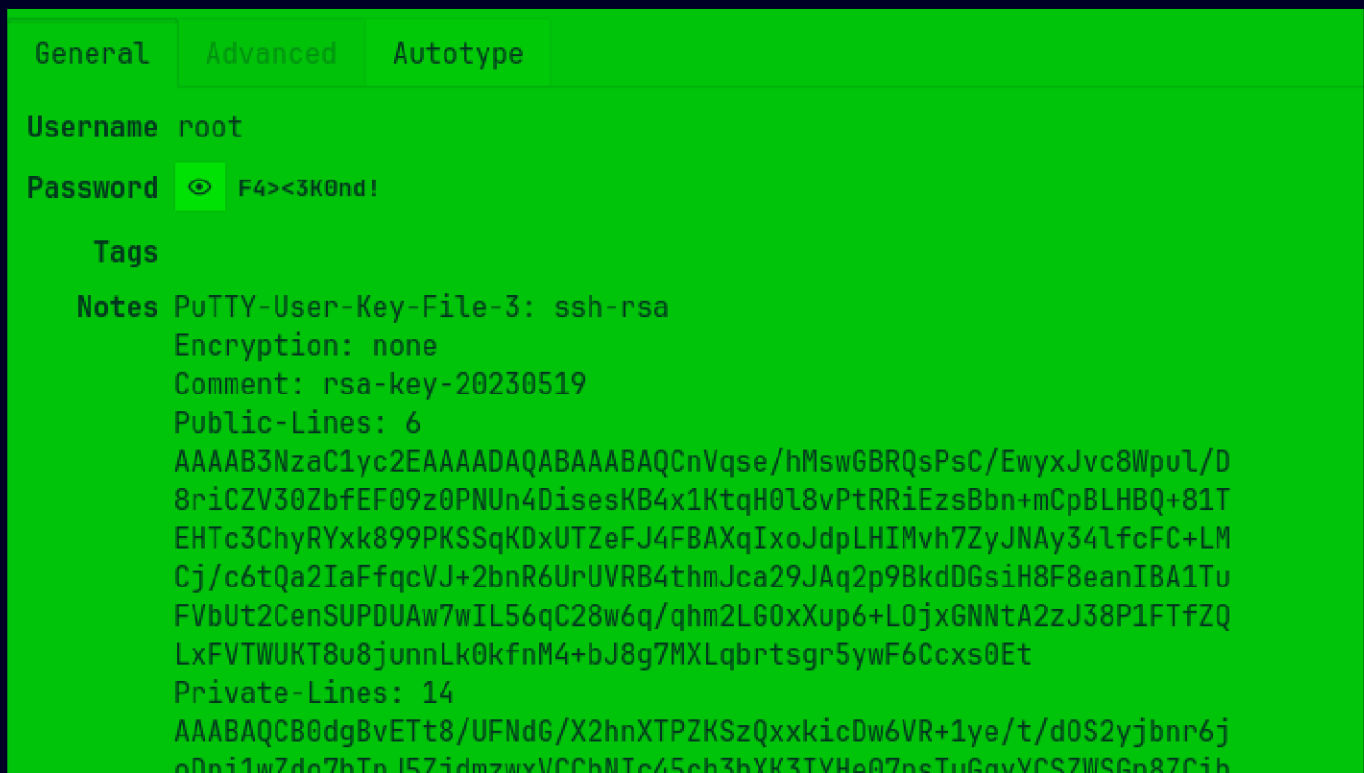 General Advanced Autotype
Username root
Password F4><3K0nd!
Tags
Notes PuTTY-User-Key-File-3: ssh-rsa
Encryption: none
Comment: rsa-key-20230519
Public-Lines: 6
AAAAB3NzaC1yc2EAAAADAQABAAABAQCnVqse/hMswGBRQsPsC/EwyxJvc8Wpul/D
8riCZV30ZbfEF09z0PNUn4DisesKB4x1KtqH0l8vPtRRiEzsBbn+mCpBLHBQ+81T
EHTc3ChyRYxk899PKSSqKDxUTZeFJ4FBAXqIxoJdpLHIMvh7ZyJNAy34lfcFC+LM
Cj/c6tQa2IaFfqcVJ+2bnR6UrUVRB4thmJca29JAq2p9BkdDGsiH8F8eanIBA1Tu
FVbUt2CenSUPDUAw7wIL56qC28w6q/qhm2LGOxXup6+LOjxGNNtA2zJ38P1FTfZQ
LxFVTWUKT8u8junnLk0kfnM4+bJ8g7MXLqbrtsgr5ywF6Ccxs0Et
Private-Lines: 14
AAABAQCB0dgBvETt8/UFNdG/X2hnXTPZKSzQxxkicDw6VR+1ye/t/dOS2yjbnr6j